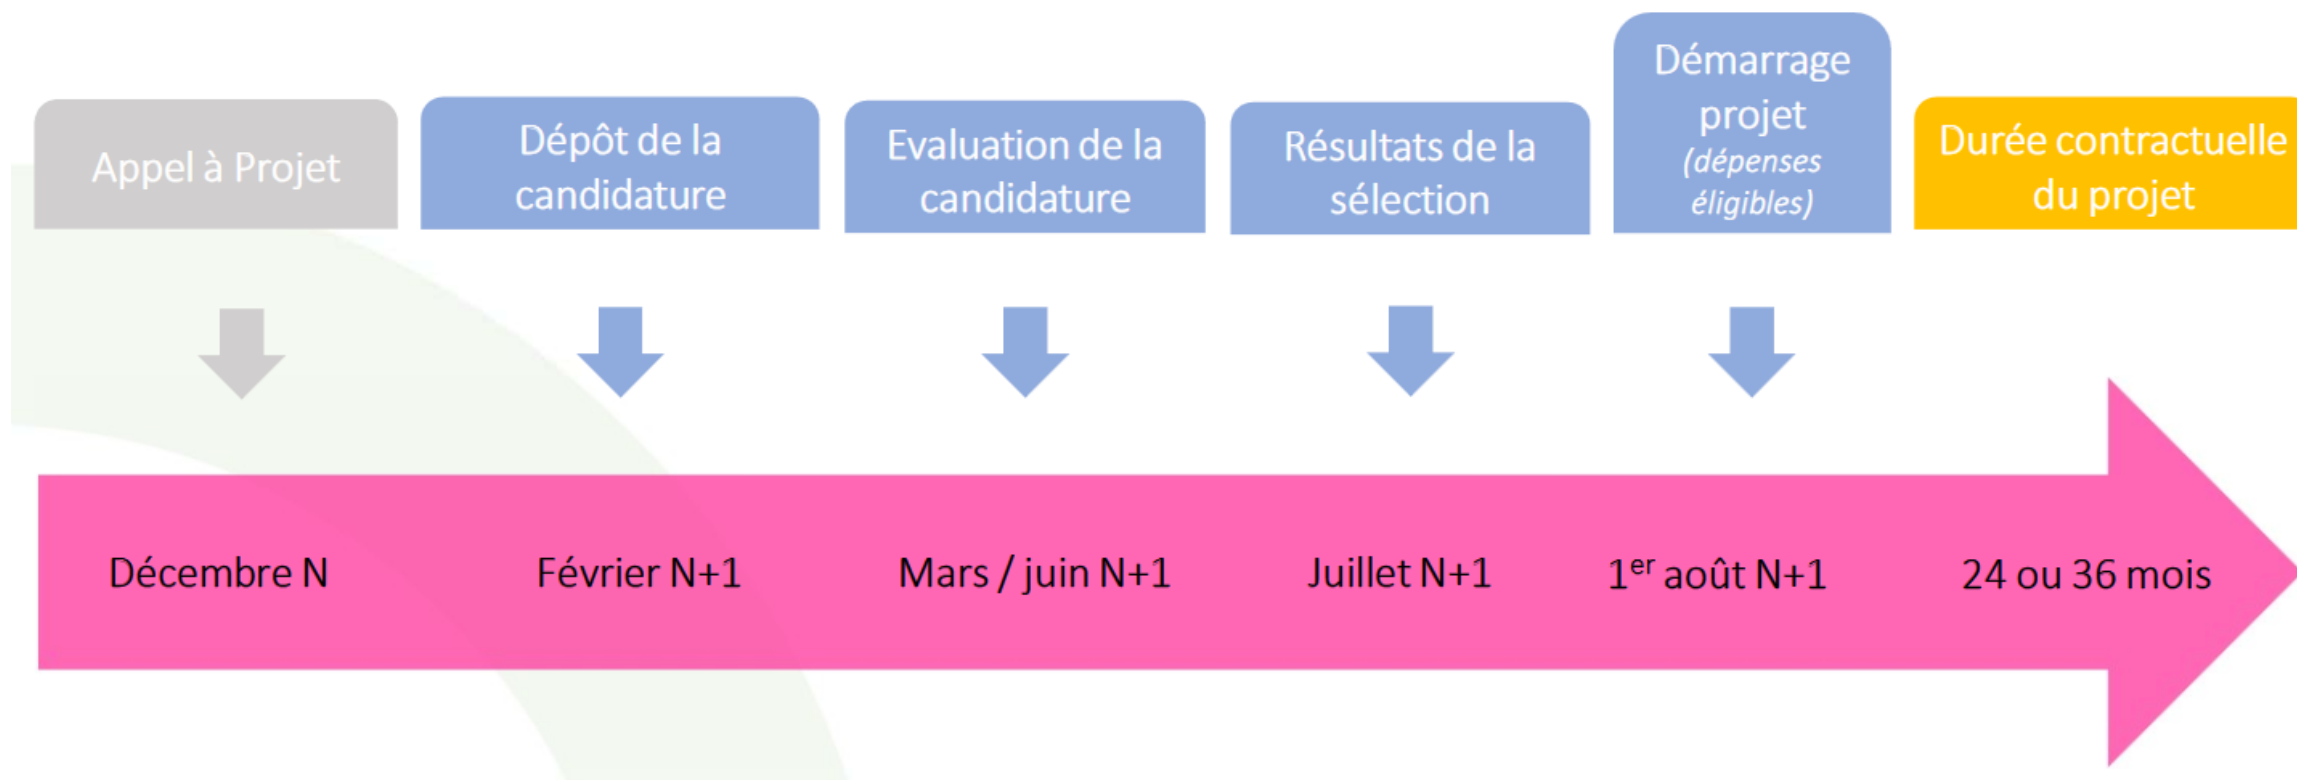 Appel à Projet
Dépôt de la
candidature
Evaluation de la
candidature
Résultats de la
sélection
Démarrage
projet
(dépenses
éligibles)
Durée contractuelle
du projet
Décembre N
Février N+1
Mars / juin N+1
Juillet N+1
1er août N+1
24 ou 36 mois